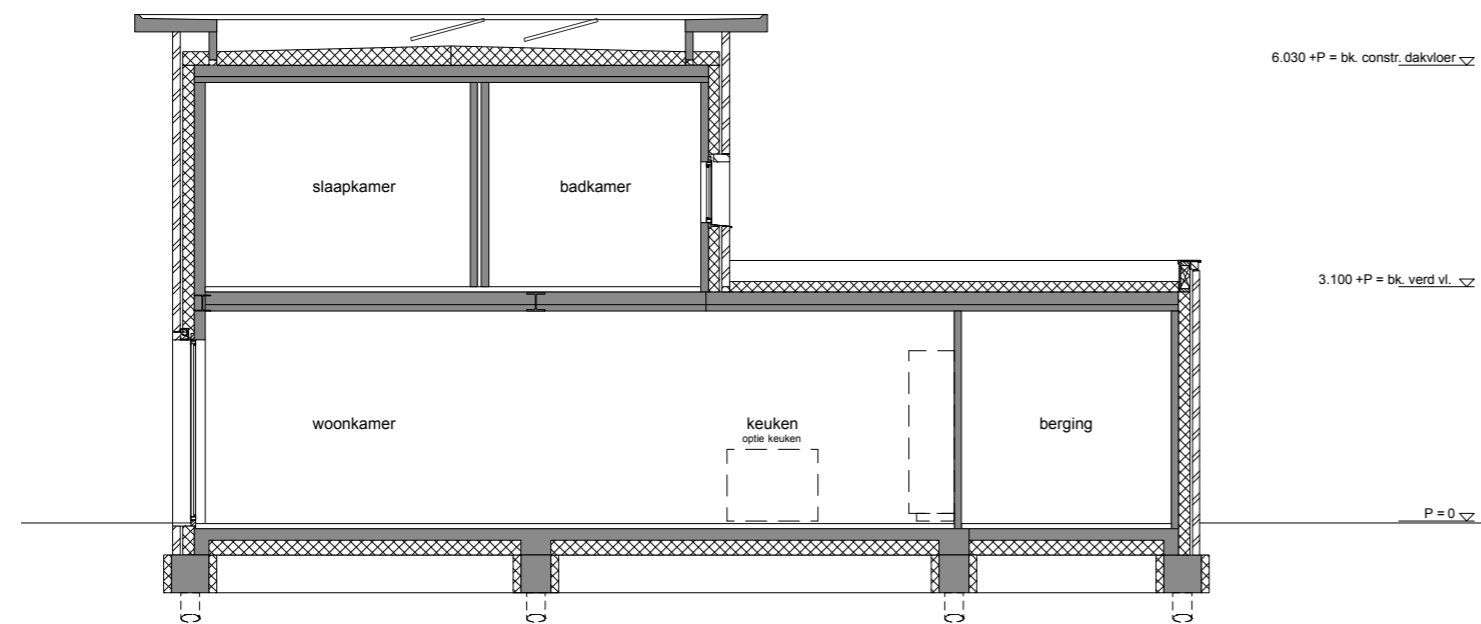 6.030 +P = bk. constr. dakvloer
slaapkamer
badkamer
3.100 +P = bk. verd vl.
woonkamer
keuken
optie keuken
berging
P = 0